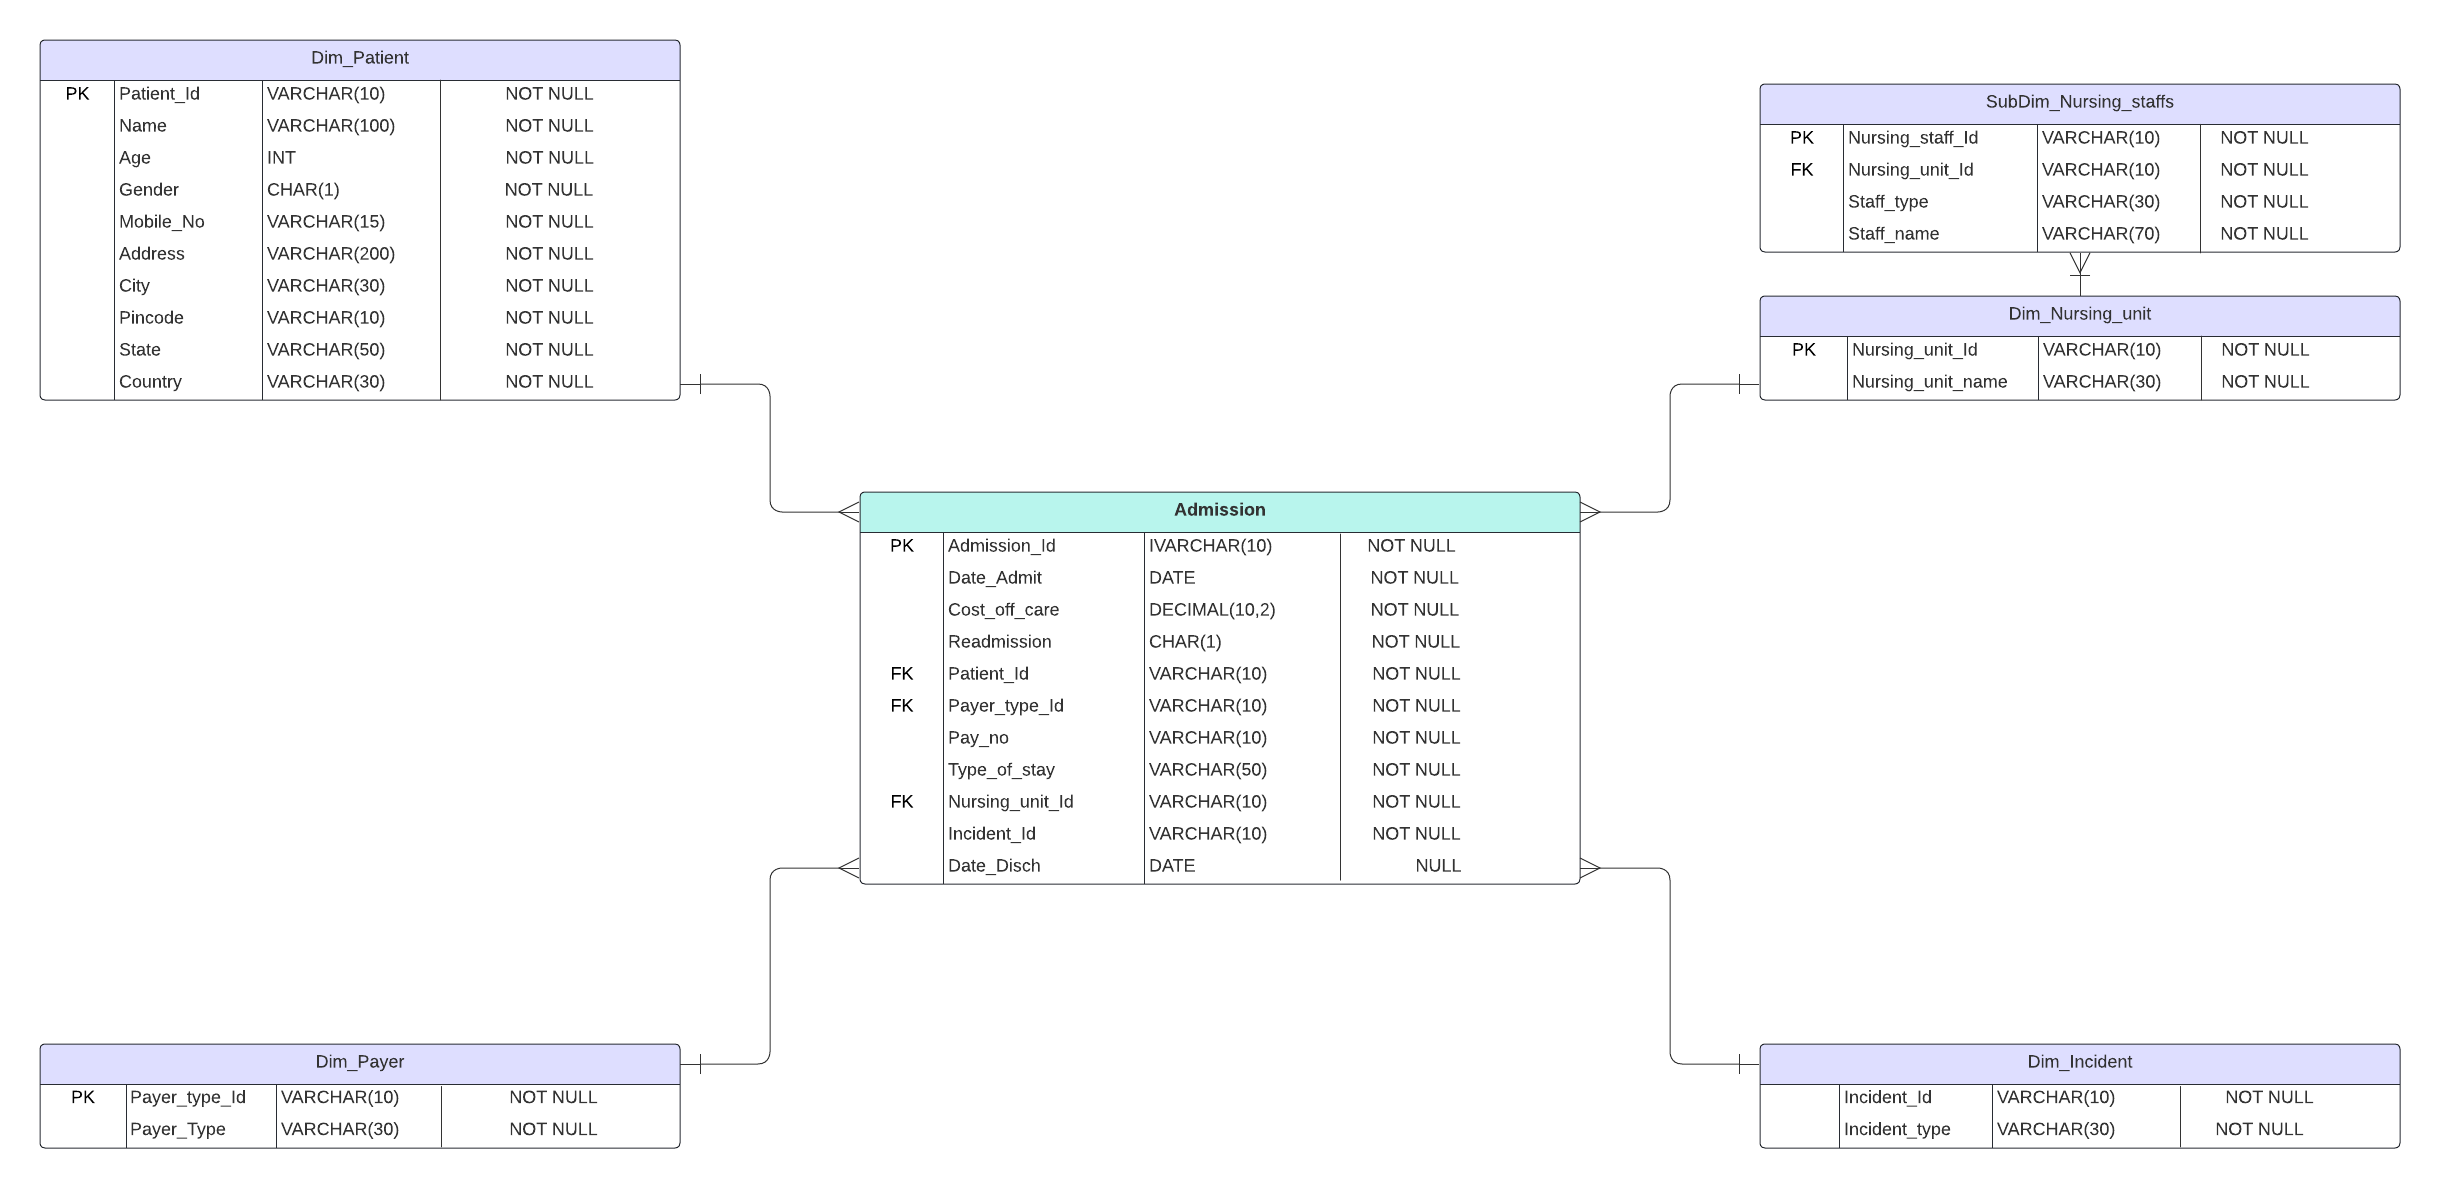 Dim_Patient
PK Patient_Id VARCHAR(10) NOT NULL
Name VARCHAR(100) NOT NULL
Age INT NOT NULL
Gender CHAR(1) NOT NULL
Mobile_No VARCHAR(15) NOT NULL
Address VARCHAR(200) NOT NULL
City VARCHAR(30) NOT NULL
Pincode VARCHAR(10) NOT NULL
State VARCHAR(50) NOT NULL
Country VARCHAR(30) NOT NULL
SubDim_Nursing_staffs
PK Nursing_staff_Id VARCHAR(10) NOT NULL
FK Nursing_unit_Id VARCHAR(10) NOT NULL
Staff_type VARCHAR(30) NOT NULL
Staff_name VARCHAR(70) NOT NULL
Dim_Nursing_unit
PK Nursing_unit_Id VARCHAR(10) NOT NULL
Nursing_unit_name VARCHAR(30) NOT NULL
Admission
PK Admission_Id IVARCHAR(10) NOT NULL
Date_Admit DATE NOT NULL
Cost_off_care DECIMAL(10,2) NOT NULL
Readmission CHAR(1) NOT NULL
FK Patient_Id VARCHAR(10) NOT NULL
FK Payer_type_Id VARCHAR(10) NOT NULL
Pay_no VARCHAR(10) NOT NULL
Type_of_stay VARCHAR(50) NOT NULL
FK Nursing_unit_Id VARCHAR(10) NOT NULL
Incident_Id VARCHAR(10) NOT NULL
Date_Disch DATE NULL
Dim_Payer
PK Payer_type_Id VARCHAR(10) NOT NULL
Payer_Type VARCHAR(30) NOT NULL
Dim_Incident
Incident_Id VARCHAR(10) NOT NULL
Incident_type VARCHAR(30) NOT NULL